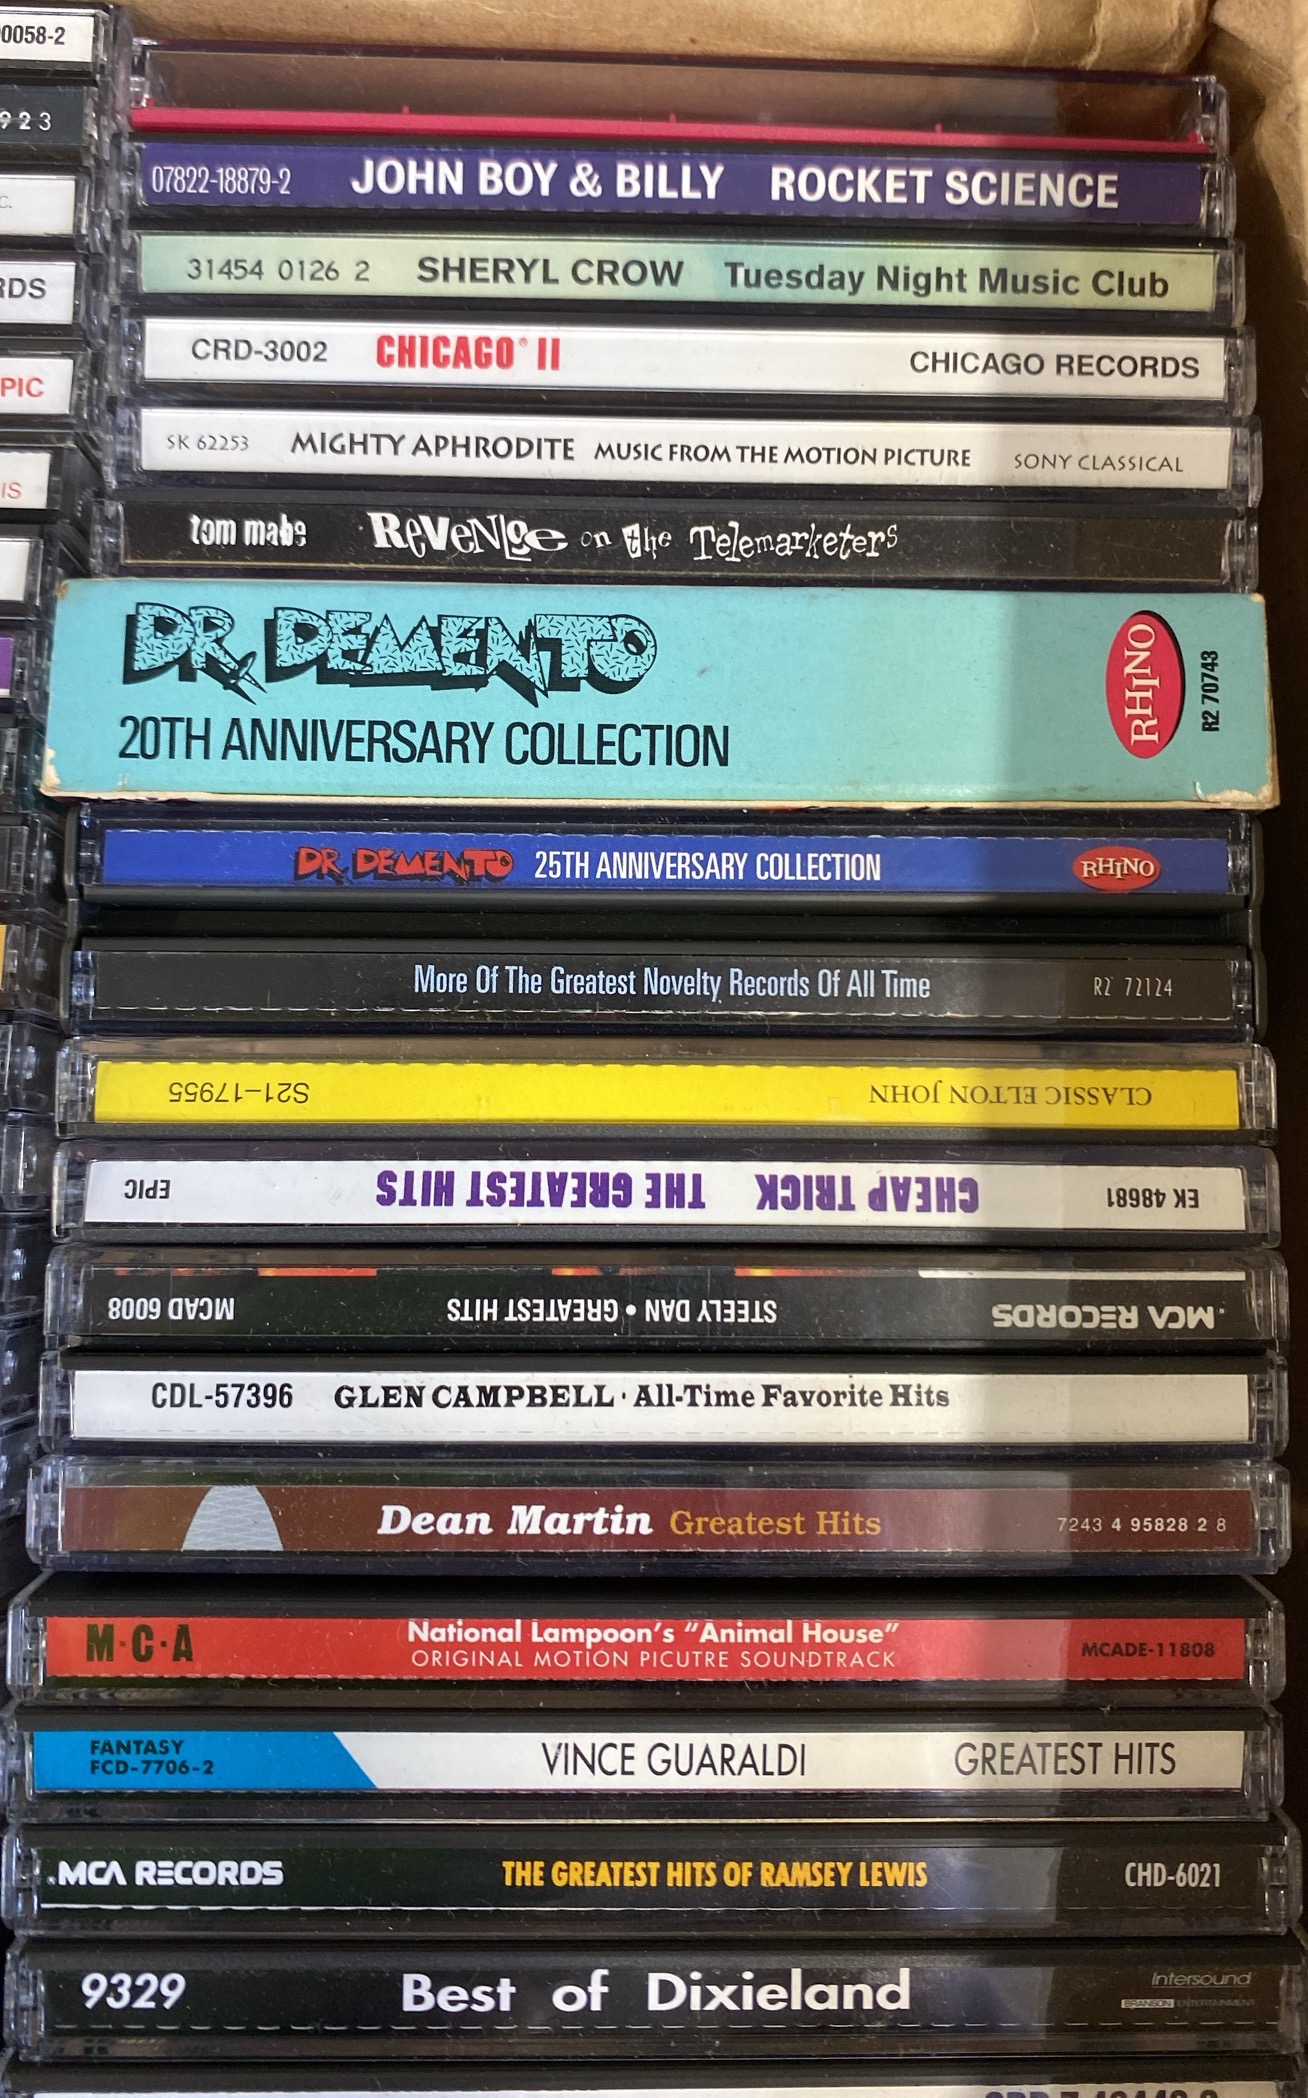 0058-2
923
C.
RDS
PIC
IS
07822-18879-2 JOHN BOY & BILLY ROCKET SCIENCE
31454 0126 2 SHERYL CROW Tuesday Night Music Club
CRD-3002 CHICAGO® II CHICAGO RECORDS
SK 62253 MIGHTY APHRODITE MUSIC FROM THE MOTION PICTURE SONY CLASSICAL
tom mabe Revenge on the Telemarketers
DR. DEMENTO
20TH ANNIVERSARY COLLECTION
RHINO
R2 70743
DR. DEMENTO 25TH ANNIVERSARY COLLECTION RHINO
More Of The Greatest Novelty Records Of All Time R2 72124
CLASSIC ELTON JOHN S21-17955
EK 48681 CHEAP TRICK THE GREATEST HITS EPIC
MCA RECORDS STEELY DAN • GREATEST HITS MCAD 6008
CDL-57396 GLEN CAMPBELL · All-Time Favorite Hits
Dean Martin Greatest Hits 7243 4 95828 2 8
M·C·A National Lampoon's "Animal House" MCADE-11808
ORIGINAL MOTION PICUTRE SOUNDTRACK
FANTASY
FCD-7706-2 VINCE GUARALDI GREATEST HITS
MCA RECORDS THE GREATEST HITS OF RAMSEY LEWIS CHD-6021
9329 Best of Dixieland Intersound
BRANSON ENTERTAINMENT